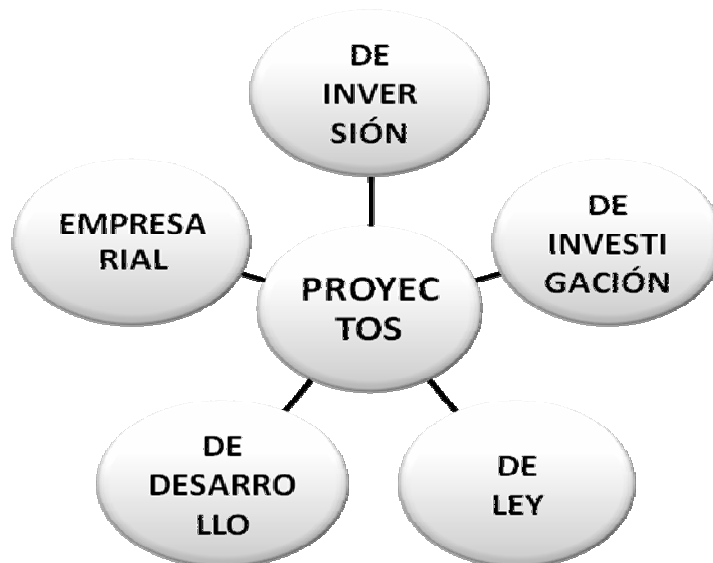 DE
INVER
SIÓN
EMPRESA
RIAL
DE
INVESTI
GACIÓN
PROYEC
TOS
DE
DESARRO
LLO
DE
LEY